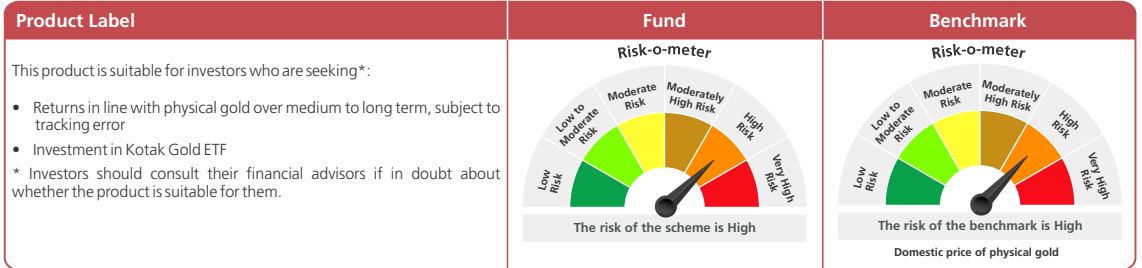 Product Label
Fund
Benchmark
This product is suitable for investors who are seeking*:
• Returns in line with physical gold over medium to long term, subject to
tracking error
• Investment in Kotak Gold ETF
* Investors should consult their financial advisors if in doubt about
whether the product is suitable for them.
Risk-o-meter
Low
Risk
Low to
Moderate
Risk
Moderate
Risk
Moderately
High Risk
High
Risk
Very High
Risk
The risk of the scheme is High
Risk-o-meter
Low
Risk
Low to
Moderate
Risk
Moderate
Risk
Moderately
High Risk
High
Risk
Very High
Risk
The risk of the benchmark is High
Domestic price of physical gold